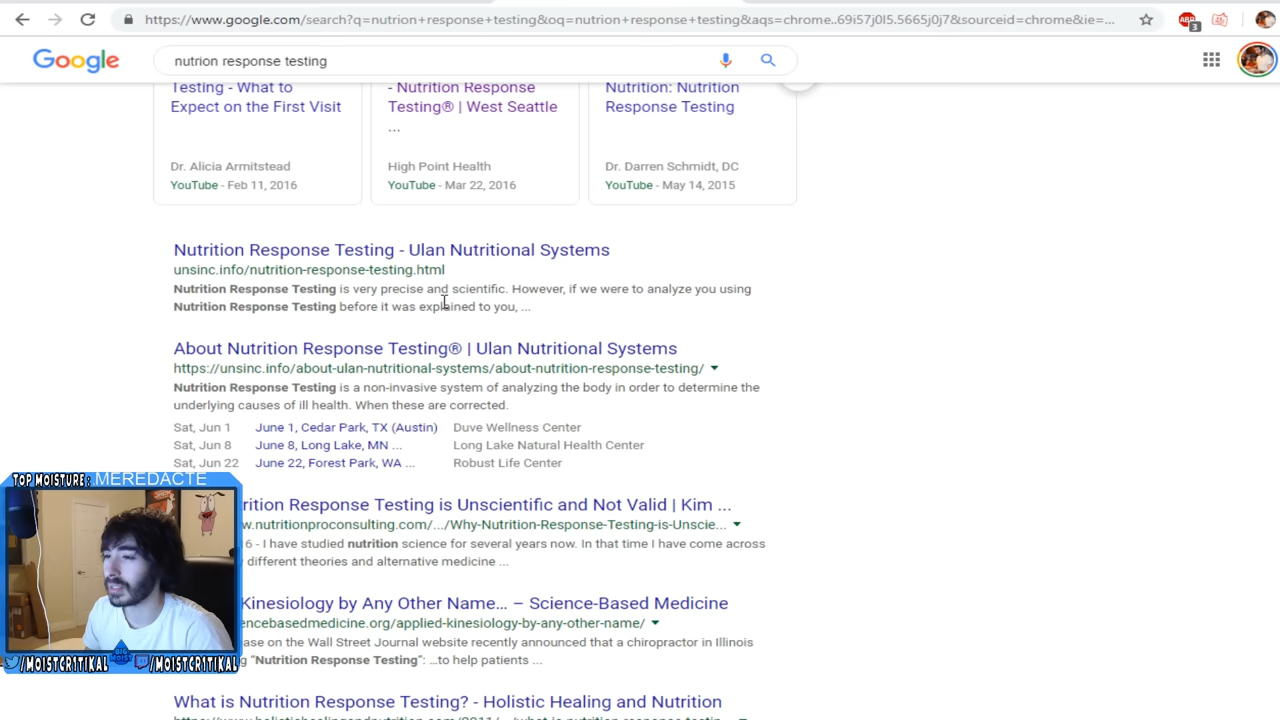 https://www.google.com/search?q=nutrion+response+testing&oq=nutrion+response+testing&aqs=chrome..69i57j0l5.5665j0j7&sourceid=chrome&ie=...
ABP
3
Google
nutrion response testing
Testing - What to
Expect on the First Visit
Dr. Alicia Armitstead
YouTube - Feb 11, 2016
- Nutrition Response
Testing® | West Seattle
...
High Point Health
YouTube - Mar 22, 2016
Nutrition: Nutrition
Response Testing
Dr. Darren Schmidt, DC
YouTube - May 14, 2015
Nutrition Response Testing - Ulan Nutritional Systems
unsinc.info/nutrition-response-testing.html
Nutrition Response Testing is very precise and scientific. However, if we were to analyze you using
Nutrition Response Testing before it was explained to you, ...
About Nutrition Response Testing® | Ulan Nutritional Systems
https://unsinc.info/about-ulan-nutritional-systems/about-nutrition-response-testing/
Nutrition Response Testing is a non-invasive system of analyzing the body in order to determine the
underlying causes of ill health. When these are corrected.
Sat, Jun 1 June 1, Cedar Park, TX (Austin) Duve Wellness Center
Sat, Jun 8 June 8, Long Lake, MN ... Long Lake Natural Health Center
Sat, Jun 22 June 22, Forest Park, WA ... Robust Life Center
rition Response Testing is Unscientific and Not Valid | Kim ...
w.nutritionproconsulting.com/.../Why-Nutrition-Response-Testing-is-Unscie...
6 - I have studied nutrition science for several years now. In that time I have come across
different theories and alternative medicine ...
Kinesiology by Any Other Name... – Science-Based Medicine
encebasedmedicine.org/applied-kinesiology-by-any-other-name/
ase on the Wall Street Journal website recently announced that a chiropractor in Illinois
g "Nutrition Response Testing": ...to help patients ...
What is Nutrition Response Testing? - Holistic Healing and Nutrition
TOP MOISTURE : MEREDACTE
/MOISTCR1TIKAL
BIG
MOIST
/MOISTCR1TIKAL